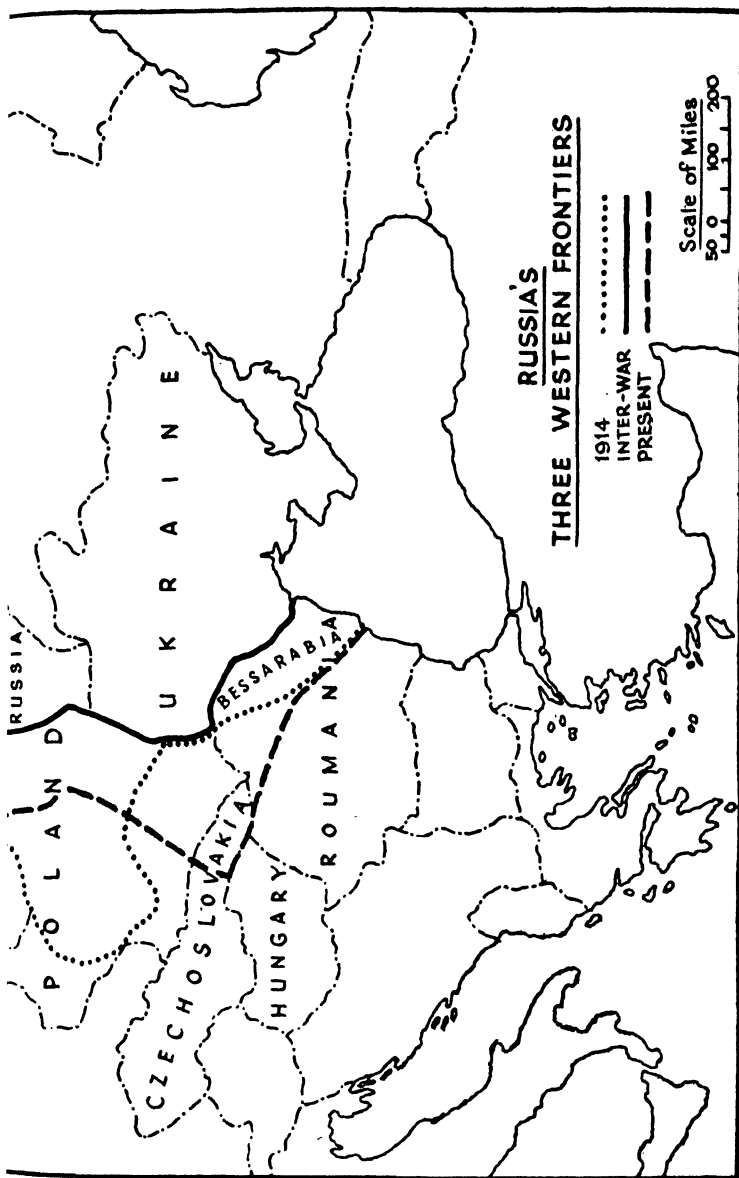 RUSSIA
POLAND
UKRAINE
CZECHOSLOVAKIA
HUNGARY
ROUMANIA
BESSARABIA
RUSSIA'S
THREE WESTERN FRONTIERS
1914
INTER-WAR
PRESENT
Scale of Miles
50 0 100 200